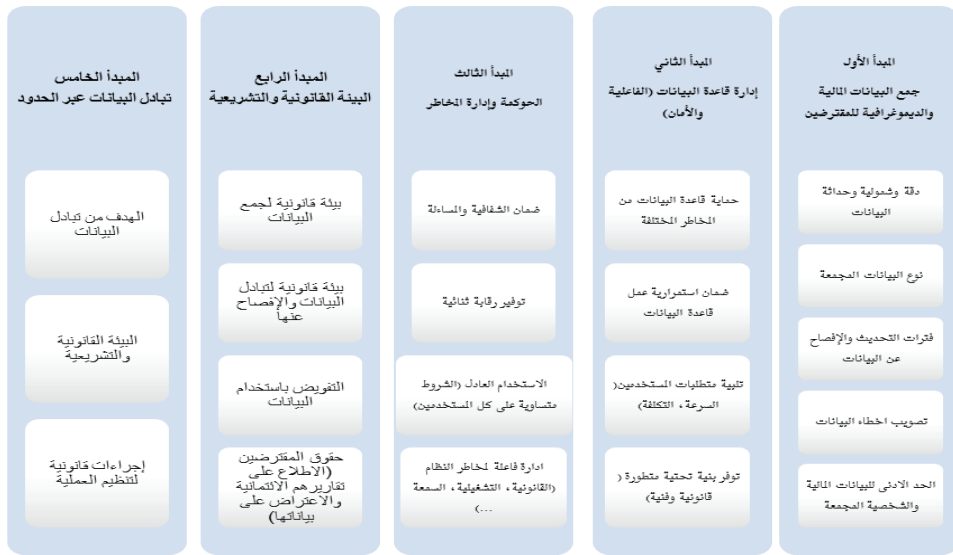 المبدأ الأول
جمع البيانات المالية
والديموغرافية للمقترضين
دقة وشمولية وحداثة
البيانات
نوع البيانات المجمعة
فترات التحديث والإفصاح
عن البيانات
تصويب اخطاء البيانات
الحد الادنى للبيانات المالية
والشخصية المجمعة
المبدأ الثاني
إدارة قاعدة البيانات (الفاعلية
والأمان)
حماية قاعدة البيانات من
المخاطر المختلفة
ضمان استمرارية عمل
قاعدة البيانات
تلبية متطلبات المستخدمين(
السرعة، التكلفة)
توفر بنية تحتية متطورة (
قانونية وفنية)
المبدأ الثالث
الحوكمة وإدارة المخاطر
ضمان الشفافية والمساءلة
توفير رقابة ثنائية
الاستخدام العادل (الشروط
متساوية على كل المستخدمين)
ادارة فاعلة لمخاطر النظام
(القانونية، التشغيلية، السمعة
...)
المبدأ الرابع
البيئة القانونية والتشريعية
بيئة قانونية لجمع
البيانات
بيئة قانونية لتبادل
البيانات والإفصاح
عنها
التفويض باستخدام
البيانات
حقوق المقترضين
(الاطلاع على
تقاريرهم الائتمانية
والاعتراض على
بياناتها)
المبدأ الخامس
تبادل البيانات عبر الحدود
الهدف من تبادل
البيانات
البيئة القانونية
والتشريعية
إجراءات قانونية
لتنظيم العملية